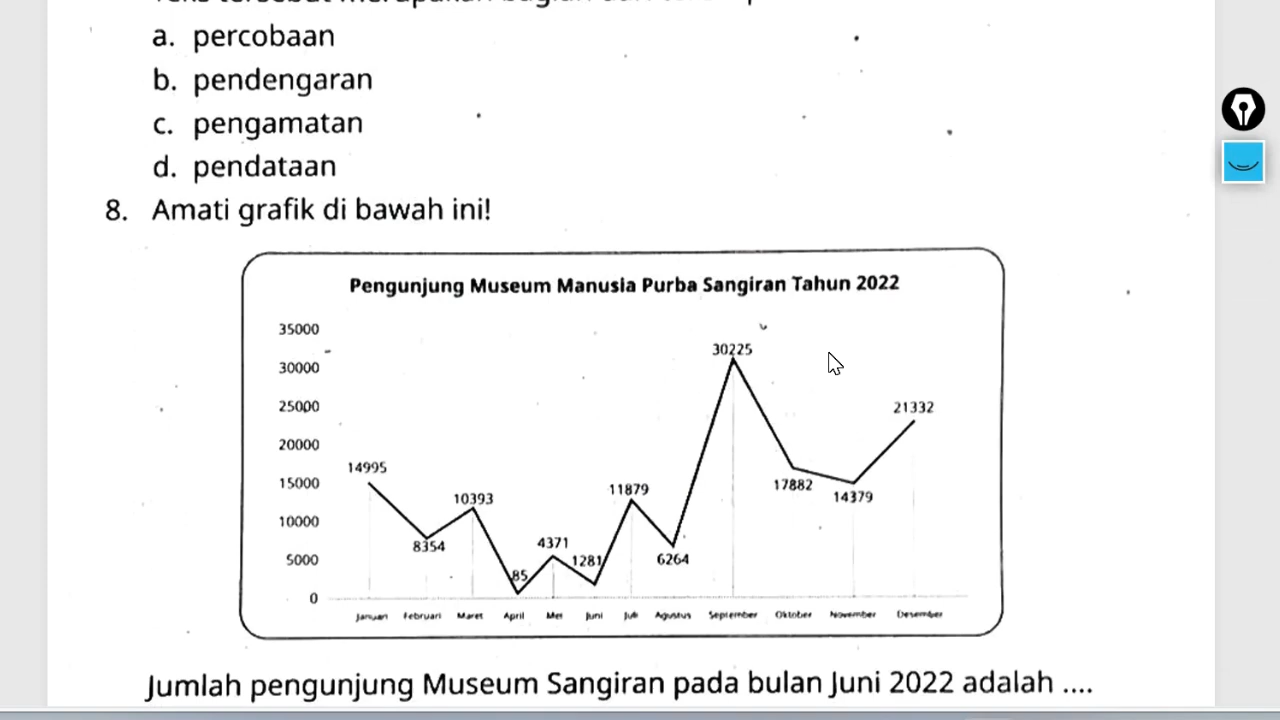 a. percobaan
b. pendengaran
c. pengamatan
d. pendataan
8. Amati grafik di bawah ini!
Pengunjung Museum Manusia Purba Sangiran Tahun 2022
35000
30000
25000
20000
15000
10000
5000
0
14995
8354
10393
85
4371
1281
11879
6264
30225
17882
14379
21332
Januari Februari Maret April Mei Juni Juli Agustus September Oktober November Desember
Jumlah pengunjung Museum Sangiran pada bulan Juni 2022 adalah ....